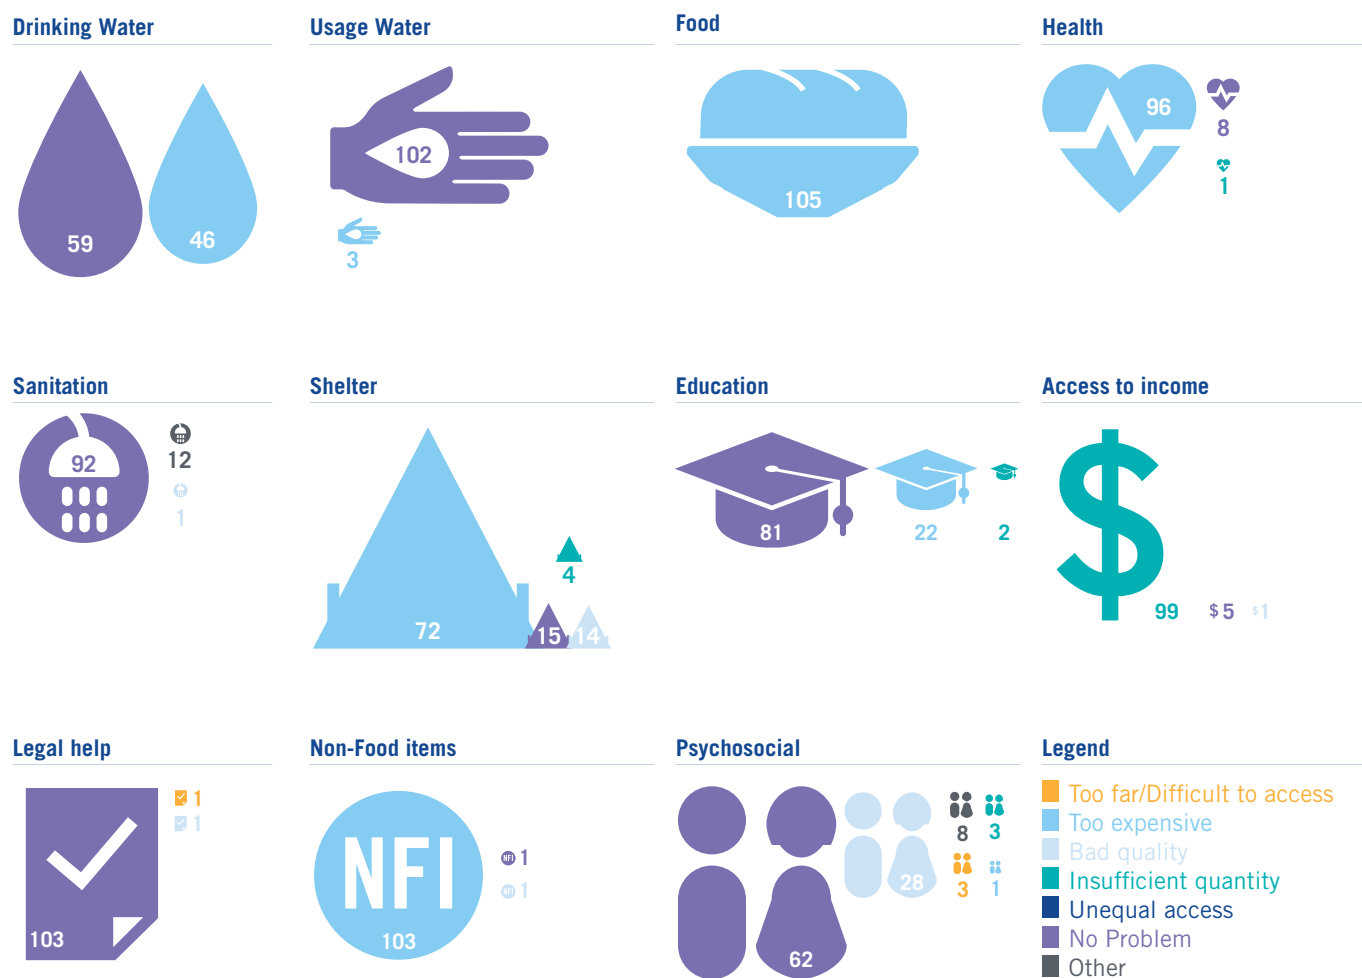 Drinking Water
59
46
Usage Water
102
3
Food
105
Health
96
8
1
Sanitation
92
12
1
Shelter
72
4
15
14
Education
81
22
2
Access to income
99
$ 5
$ 1
Legal help
103
1
1
Non-Food items
NFI
103
NFI 1
NFI 1
Psychosocial
62
28
8
3
3
1
Legend
Too far/Difficult to access
Too expensive
Bad quality
Insufficient quantity
Unequal access
No Problem
Other